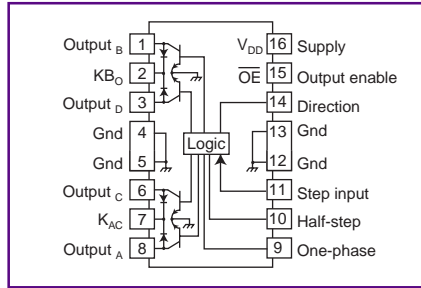 Output B 1
KBO 2
Output D 3
Gnd 4
Gnd 5
Output C 6
KAC 7
Output A 8
Logic
VDD 16 Supply
OE 15 Output enable
14 Direction
13 Gnd
12 Gnd
11 Step input
10 Half-step
9 One-phase